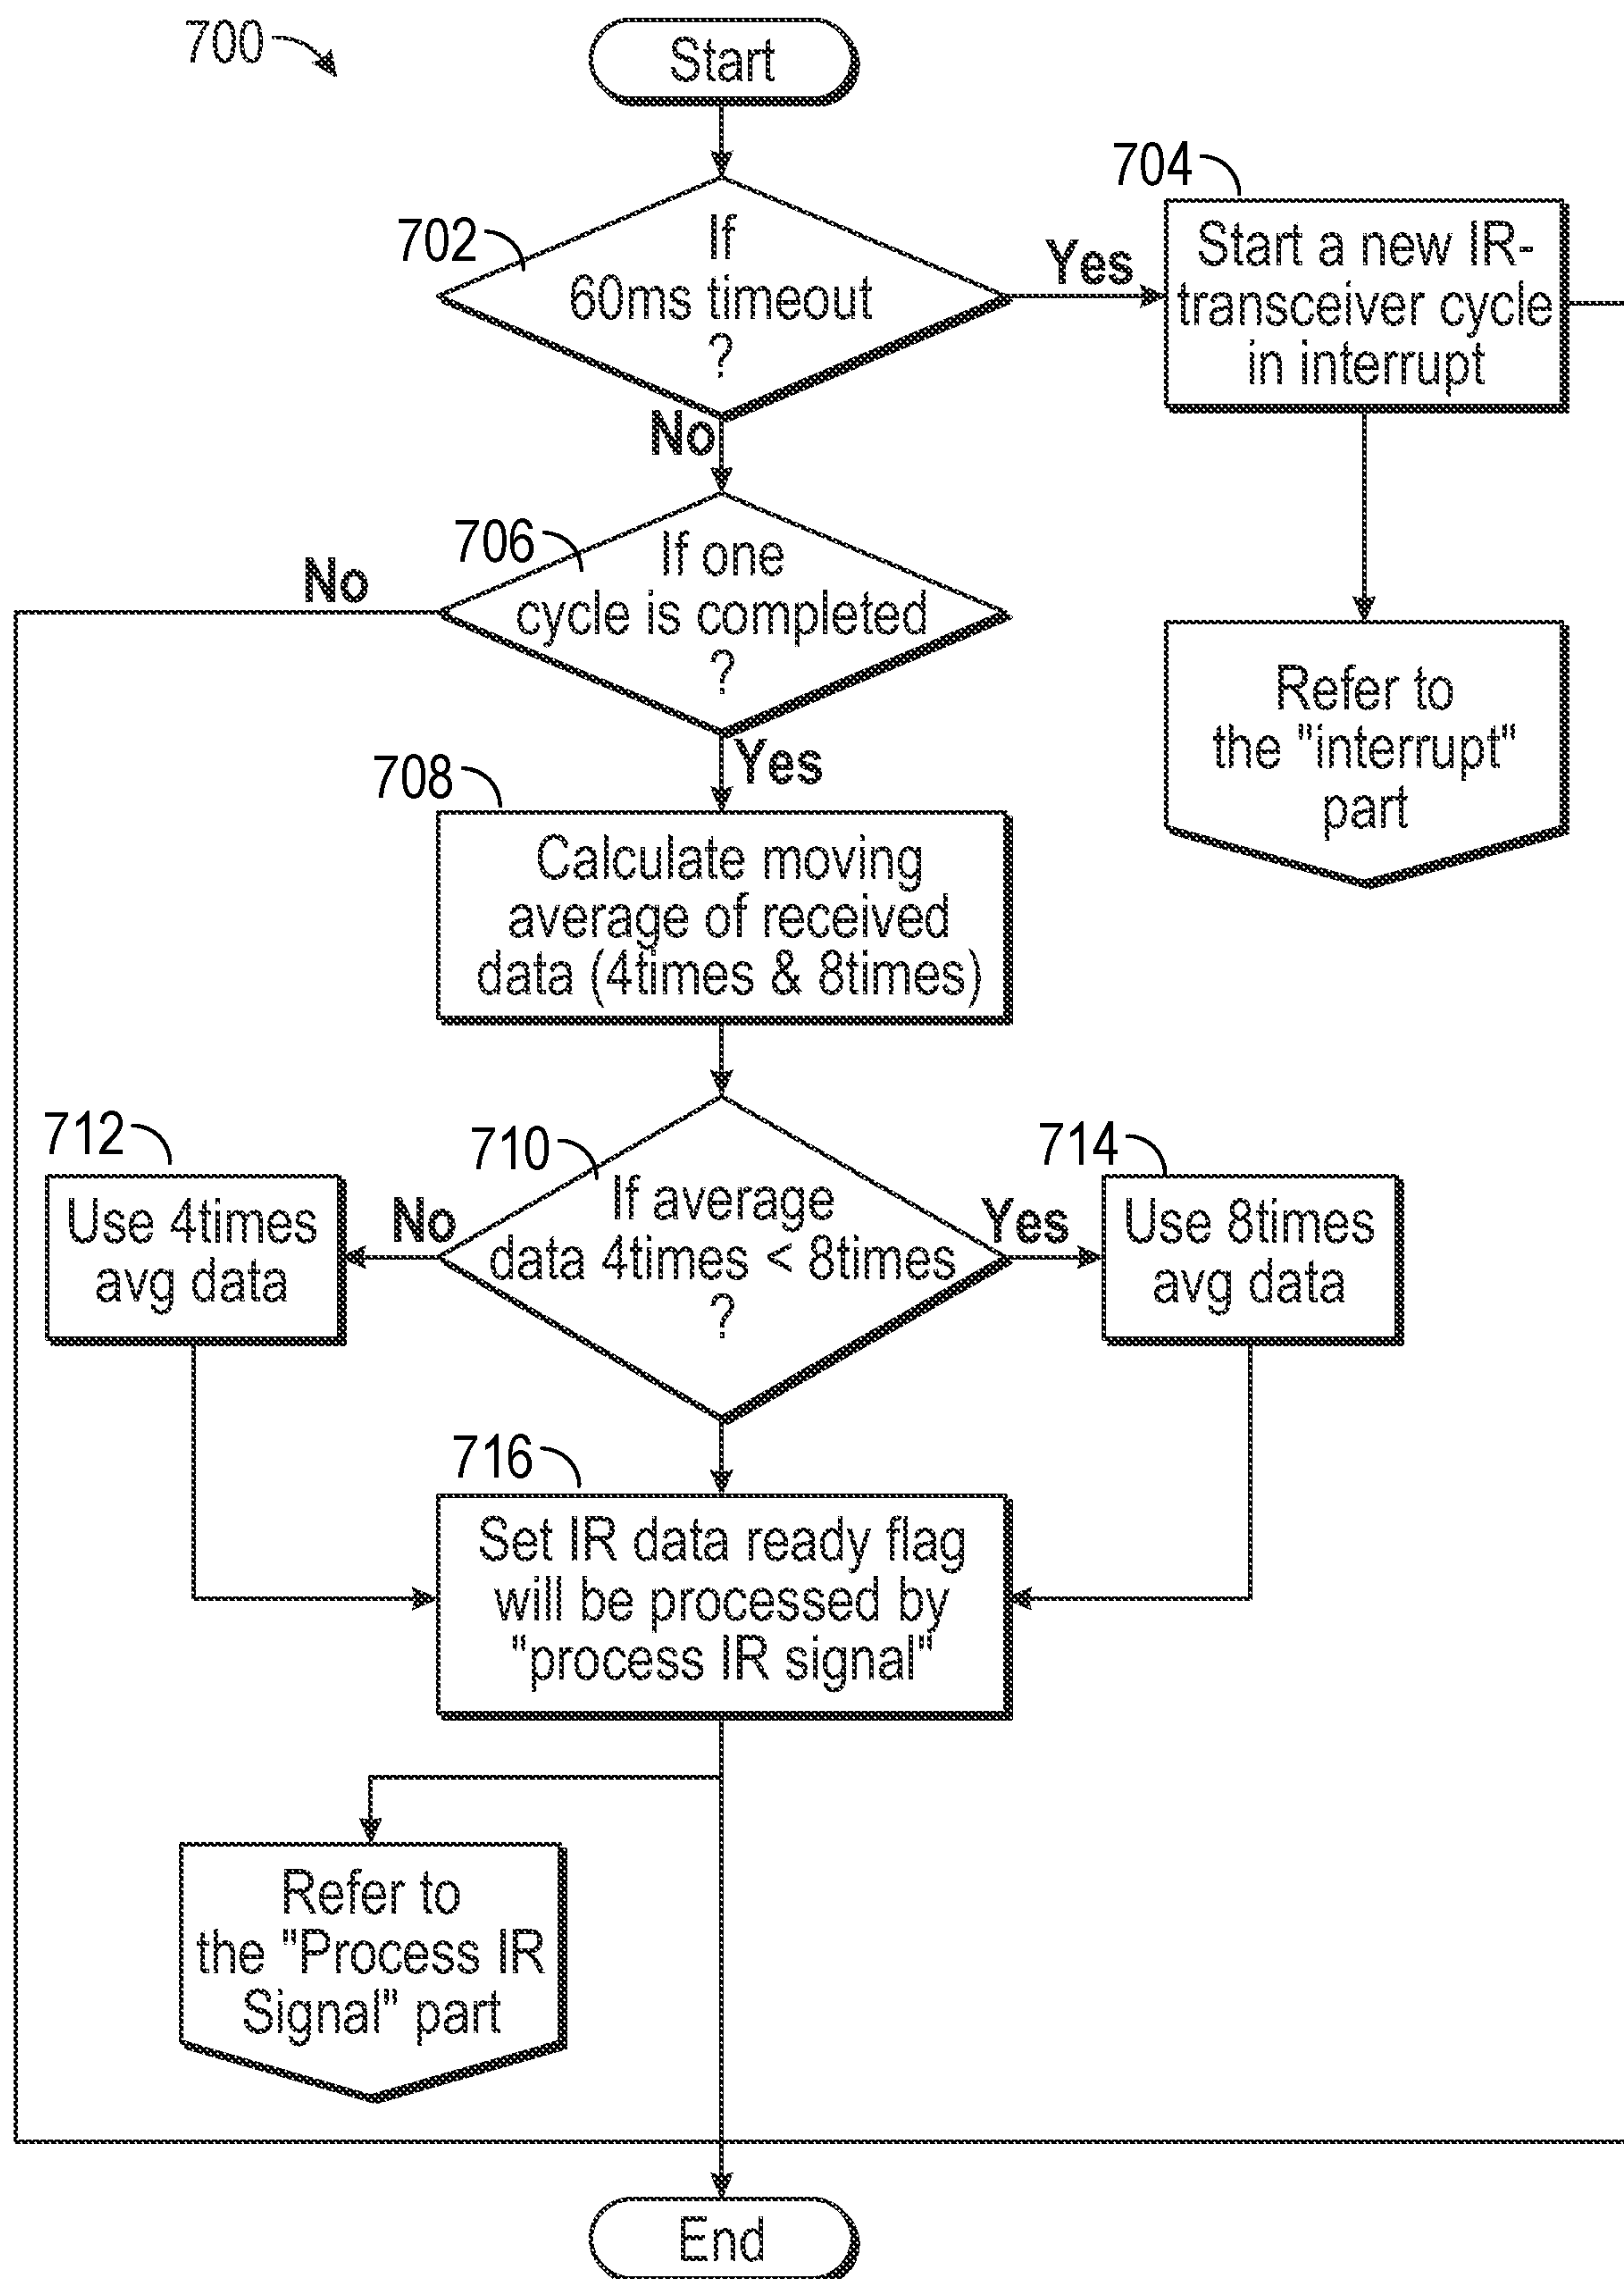 700
Start
702
If
60ms timeout
?
Yes
704
Start a new IR-
transceiver cycle
in interrupt
No
706
If one
cycle is completed
?
No
Refer to
the "interrupt"
part
Yes
708
Calculate moving
average of received
data (4times & 8times)
712
Use 4times
avg data
No
710
If average
data 4times < 8times
?
Yes
714
Use 8times
avg data
716
Set IR data ready flag
will be processed by
"process IR signal"
Refer to
the "Process IR
Signal" part
End